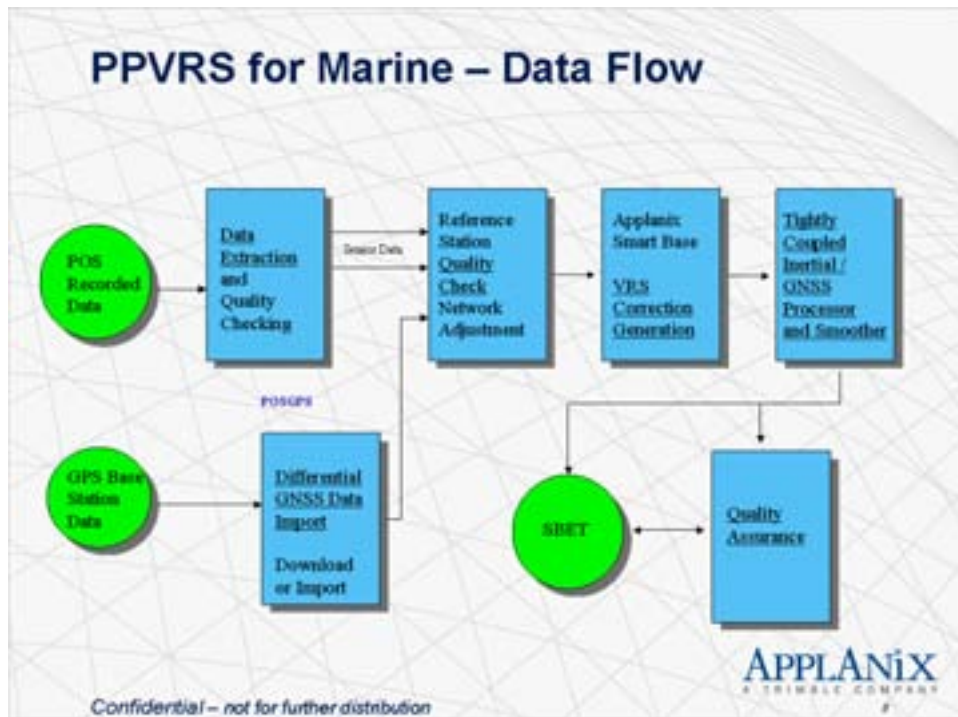 PPVRS for Marine – Data Flow
POS
Recorded
Data
Data
Extraction
and
Quality
Checking
Sensor Data
Reference
Station
Quality
Check
Network
Adjustment
Applanix
Smart Base
VRS
Correction
Generation
Tightly
Coupled
Inertial /
GNSS
Processor
and Smoother
POSGPS
GPS Base
Station
Data
Differential
GNSS Data
Import
Download
or Import
SBET
Quality
Assurance
APPLANIX
A TRIMBLE COMPANY
Confidential – not for further distribution